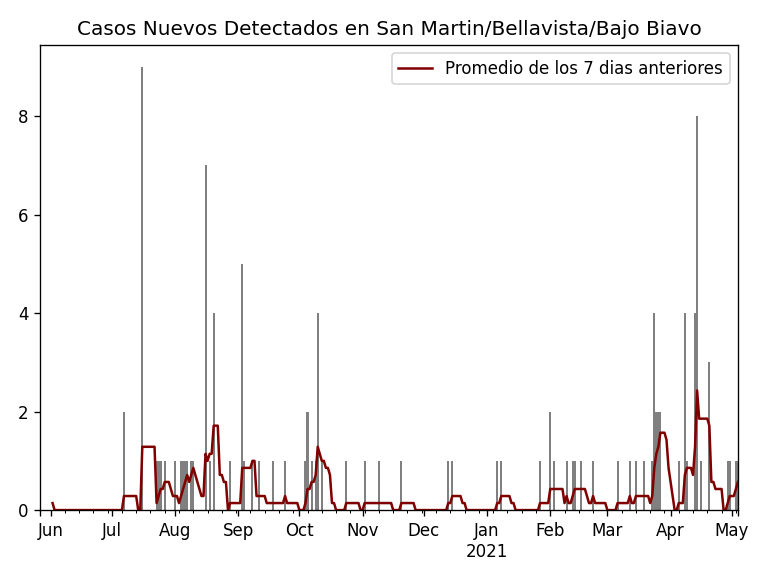 Casos Nuevos Detectados en San Martin/Bellavista/Bajo Biavo
Promedio de los 7 dias anteriores
8
6
4
2
0
Jun Jul Aug Sep Oct Nov Dec Jan Feb Mar Apr May
2021